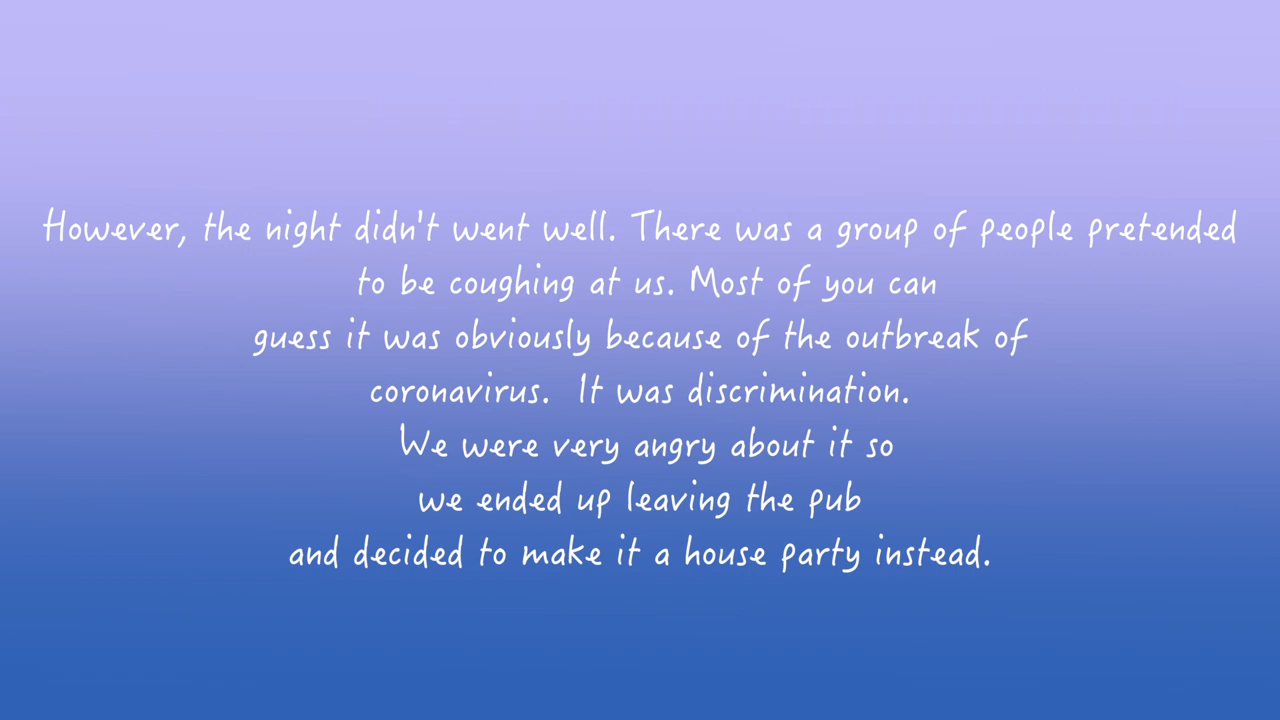 However, the night didn't went well. There was a group of people pretended
to be coughing at us. Most of you can
guess it was obviously because of the outbreak of
coronavirus.  It was discrimination.
We were very angry about it so
we ended up leaving the pub
and decided to make it a house party instead.